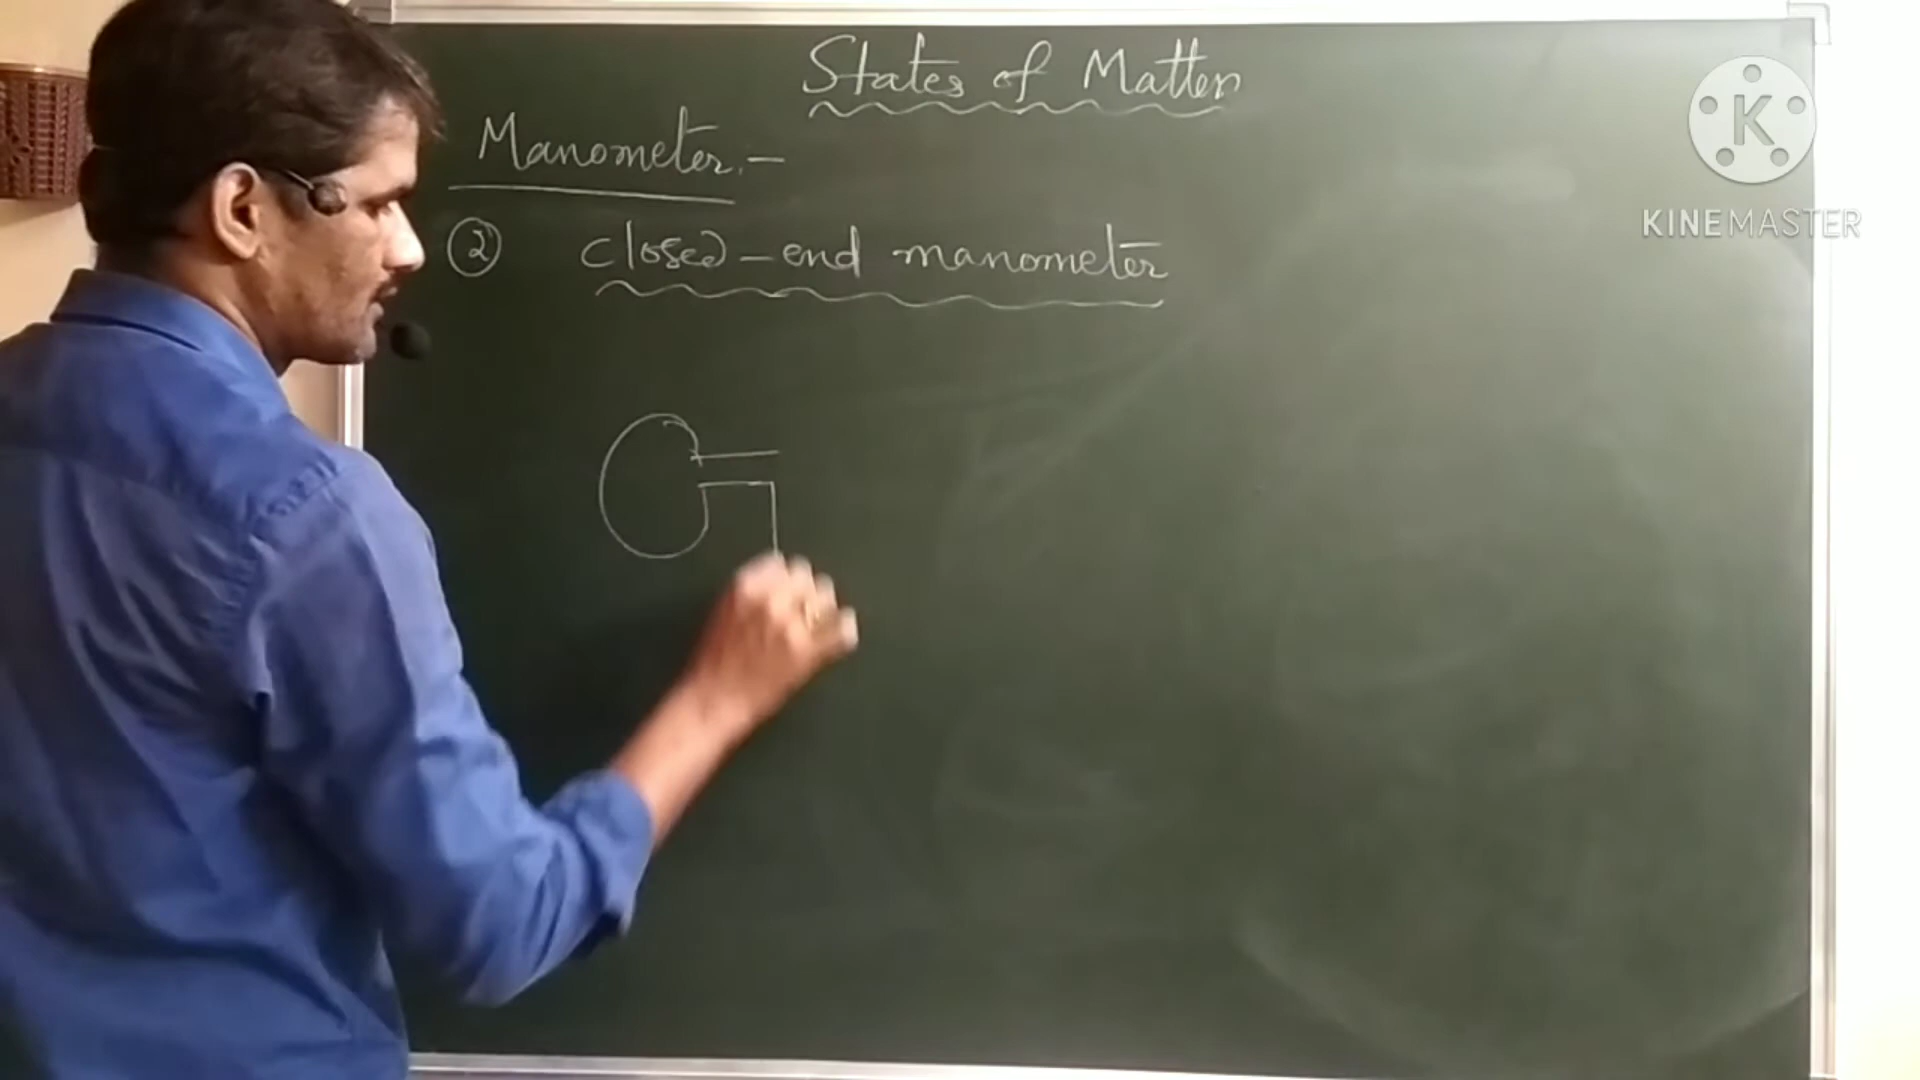 States of Matter
Manometer:-
② closed-end manometer
K
KINEMASTER